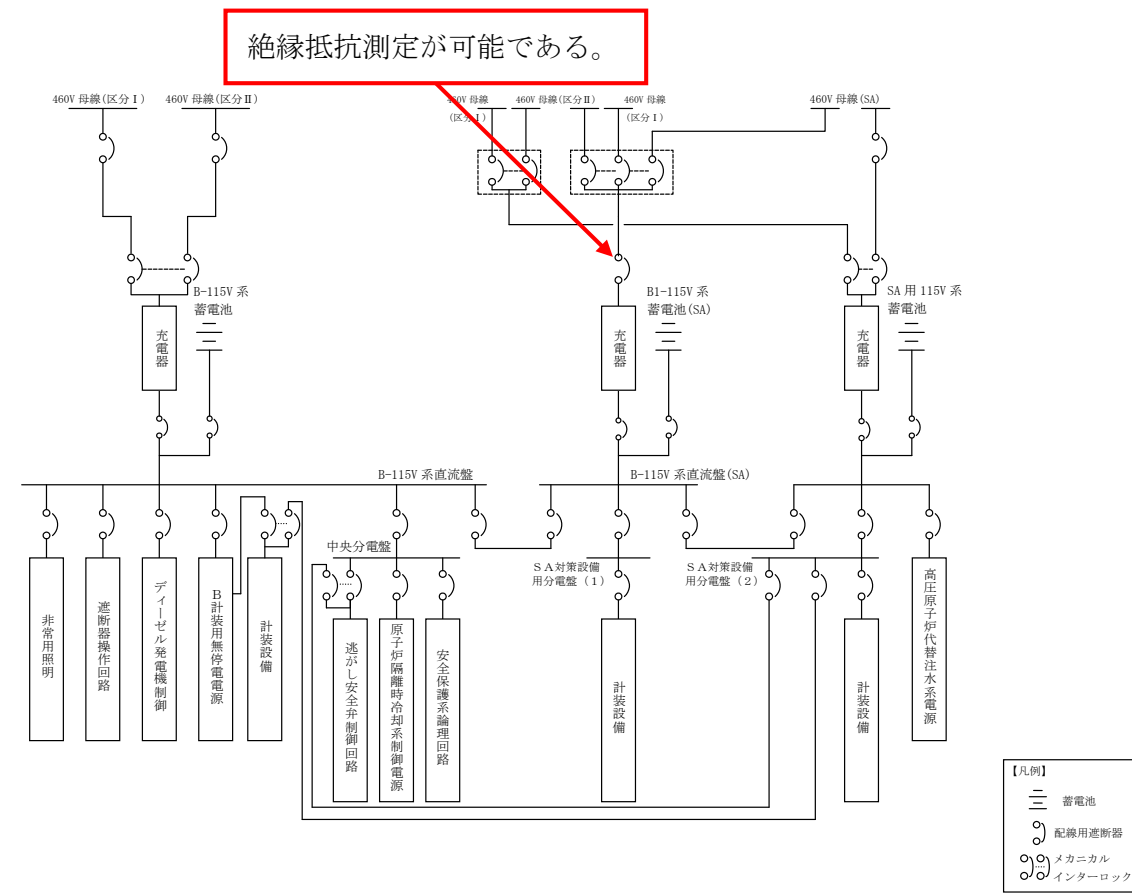 絶縁抵抗測定が可能である。
460V 母線(区分Ⅰ)
460V 母線(区分Ⅱ)
460V 母線
(区分Ⅰ)
460V 母線(区分Ⅱ)
460V 母線
(区分Ⅰ)
460V 母線(SA)
B-115V 系
蓄電池
B1-115V 系
蓄電池(SA)
SA 用 115V 系
蓄電池
充電器
充電器
充電器
B-115V 系直流盤
B-115V 系直流盤(SA)
中央分電盤
SA対策設備
用分電盤(1)
SA対策設備
用分電盤(2)
非常用照明
遮断器操作回路
ディーゼル発電機制御
B計装用無停電電源
計装設備
逃がし安全弁制御回路
原子炉隔離時冷却系制御電源
安全保護系論理回路
計装設備
計装設備
高圧原子炉代替注水系電源
【凡例】
蓄電池
配線用遮断器
メカニカル
インターロック